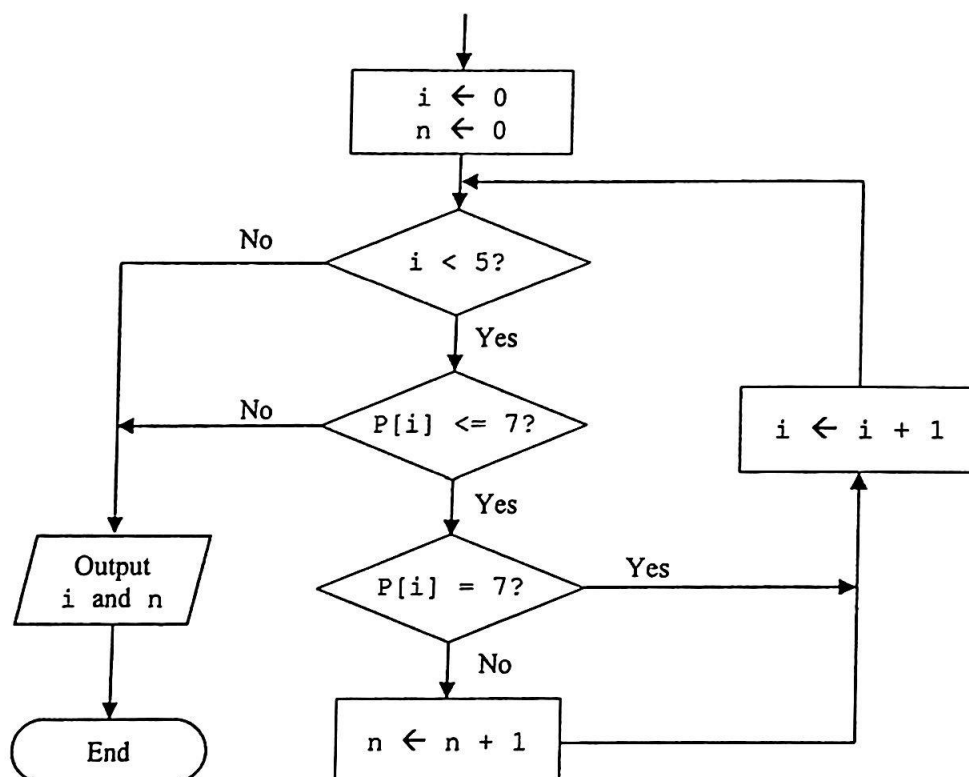 i ← 0
n ← 0
No
i < 5?
Yes
No
P[i] <= 7?
i ← i + 1
Yes
Output
i and n
P[i] = 7?
Yes
No
n ← n + 1
End